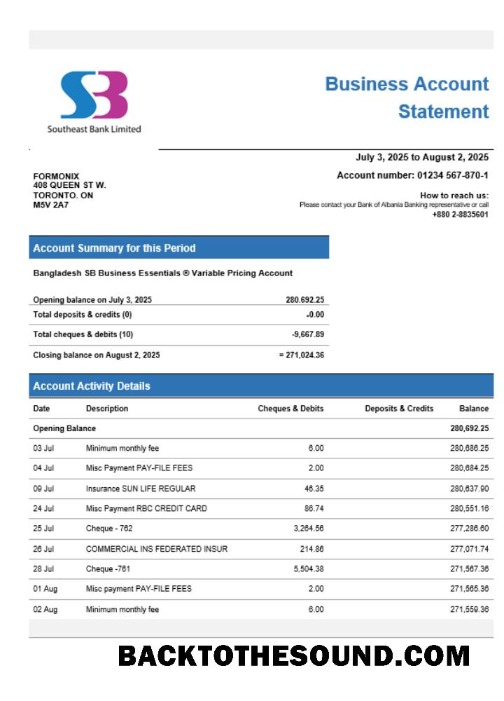 SB
Southeast Bank Limited
Business Account
Statement
July 3, 2025 to August 2, 2025
FORMONIX
408 QUEEN ST W.
TORONTO. ON
M5V 2A7
Account number: 01234 567-870-1
How to reach us:
Please contact your Bank of Albania Banking representative or call
+880 2-8835601
Account Summary for this Period
Bangladesh SB Business Essentials ® Variable Pricing Account
Opening balance on July 3, 2025 280.692.25
Total deposits & credits (0) -0.00
Total cheques & debits (10) -9,667.89
Closing balance on August 2, 2025 = 271,024.36
Account Activity Details
Date Description Cheques & Debits Deposits & Credits Balance
Opening Balance 280,692.25
03 Jul Minimum monthly fee 6.00 280,686.25
04 Jul Misc Payment PAY-FILE FEES 2.00 280,684.25
09 Jul Insurance SUN LIFE REGULAR 46.35 280,637.90
24 Jul Misc Payment RBC CREDIT CARD 86.74 280,551.16
25 Jul Cheque - 762 3,264.56 277,286.60
26 Jul COMMERCIAL INS FEDERATED INSUR 214.86 277,071.74
28 Jul Cheque -761 5,504.38 271,567.36
01 Aug Misc payment PAY-FILE FEES 2.00 271,565.36
02 Aug Minimum monthly fee 6.00 271,559.36
BACKTOTHESOUND.COM